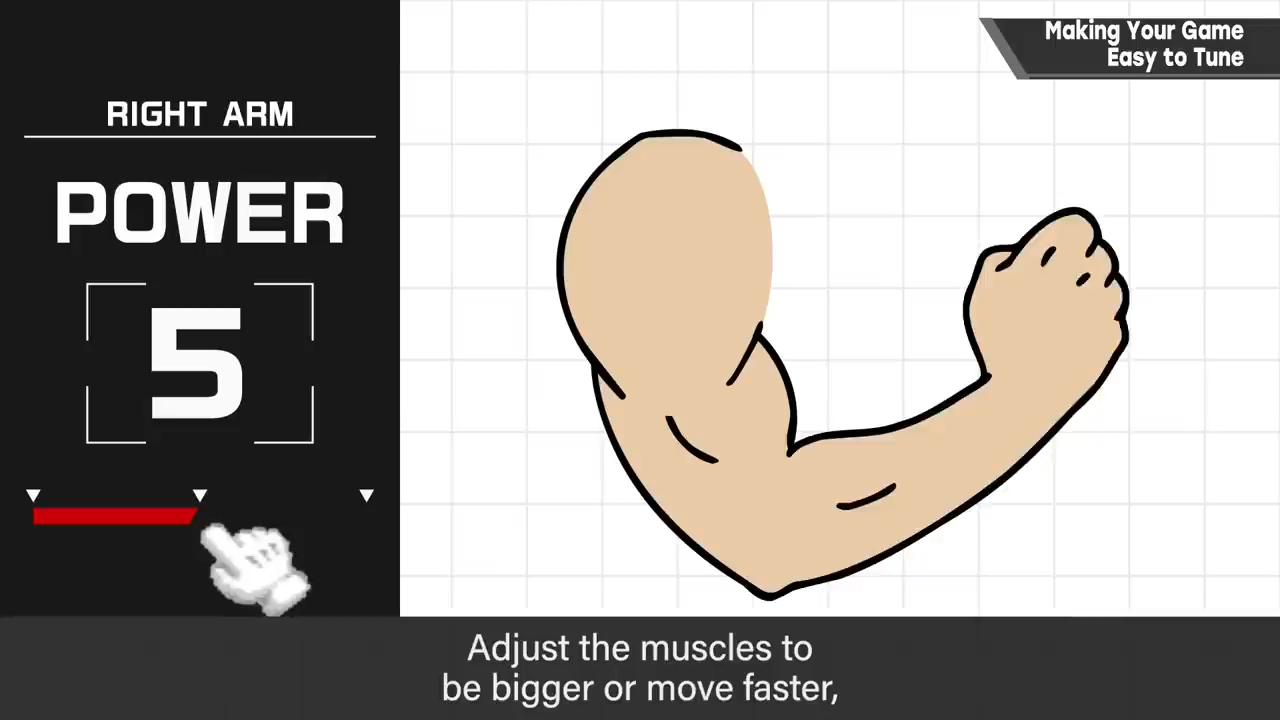 Making Your Game
Easy to Tune
RIGHT ARM
POWER
5
Adjust the muscles to
be bigger or move faster,